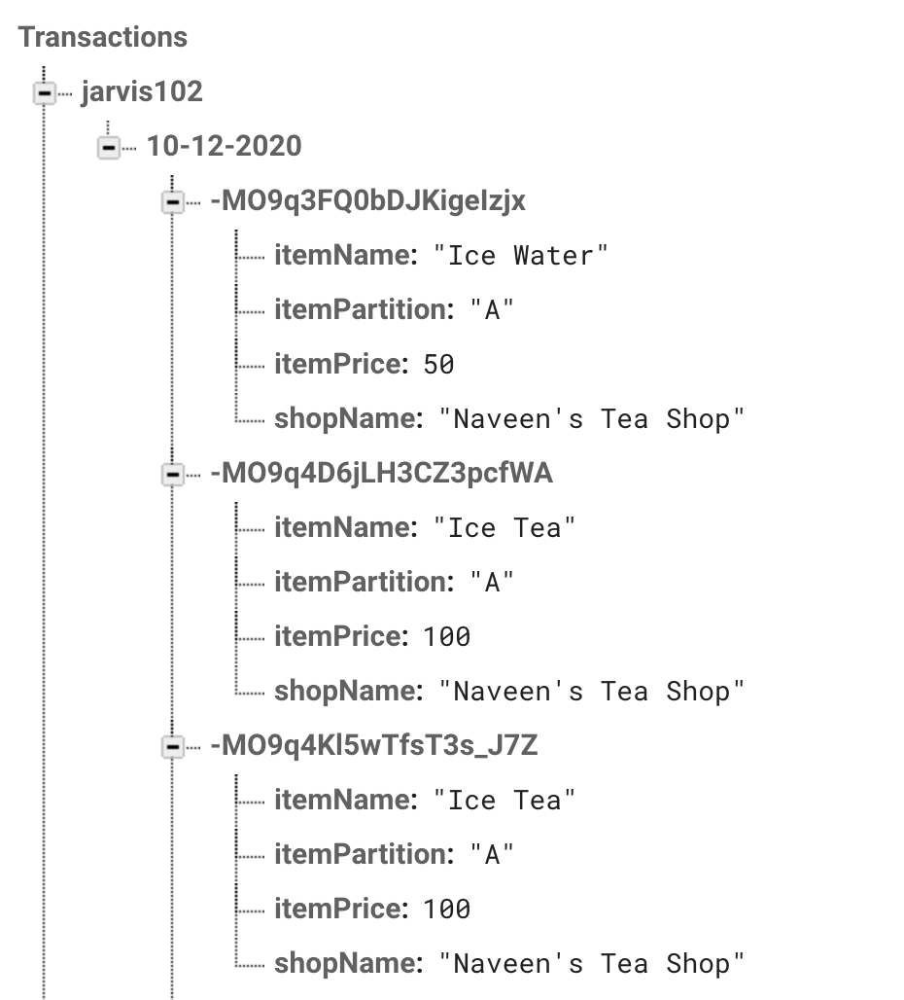 Transactions
jarvis102
10-12-2020
-MO9q3FQ0bDJKigeIzjx
itemName: "Ice Water"
itemPartition: "A"
itemPrice: 50
shopName: "Naveen's Tea Shop"
-MO9q4D6jLH3CZ3pcfWA
itemName: "Ice Tea"
itemPartition: "A"
itemPrice: 100
shopName: "Naveen's Tea Shop"
-MO9q4Kl5wTfsT3s_J7Z
itemName: "Ice Tea"
itemPartition: "A"
itemPrice: 100
shopName: "Naveen's Tea Shop"